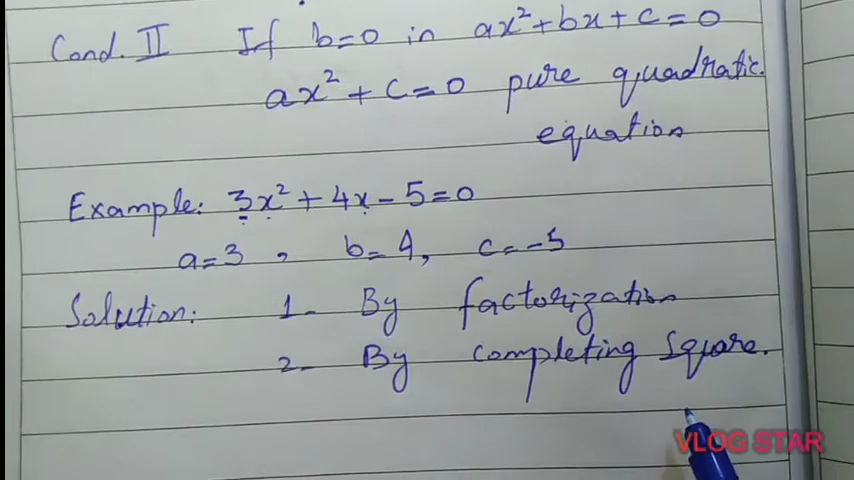 Cond. II If b=0 in ax²+bx+c=0
ax²+c=0 pure quadratic
equation
Example: 3x²+4x-5=0
a=3, b=4, c=-5
Solution: 1- By factorization
2- By completing Square.
VLOG STAR